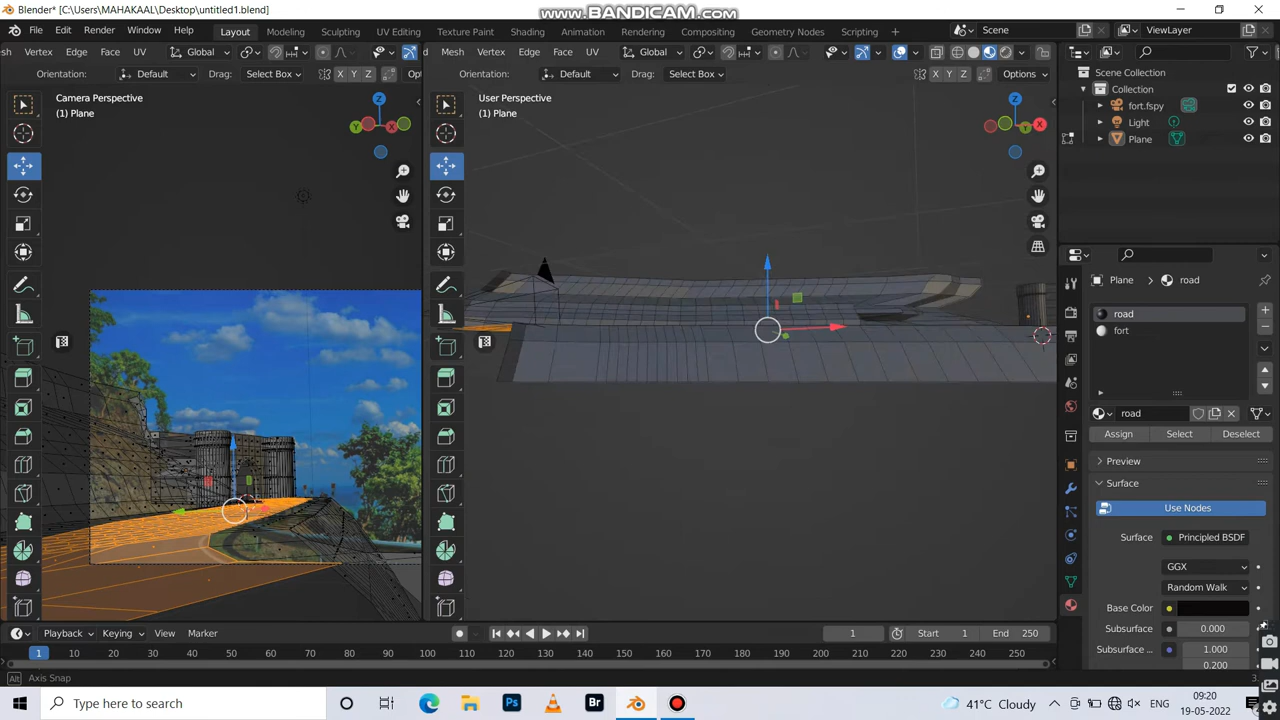 Blender* [C:\Users\MAHAKAAL\Desktop\untitled1.blend]
www.BANDICAM.com
File Edit Render Window Help Layout Modeling Sculpting UV Editing Texture Paint Shading Animation Rendering Compositing Geometry Nodes Scripting Scene ViewLayer
sh Vertex Edge Face UV Global Mesh Vertex Edge Face UV Global
Orientation: Default Drag: Select Box X Y Z Op Orientation: Default Drag: Select Box X Y Z Options
Camera Perspective
(1) Plane
User Perspective
(1) Plane
Z Y X
Z Y X
Scene Collection
Collection
fort.fspy
Light
Plane
Plane > road
road
fort
road
Assign Select Deselect
Preview
Surface
Use Nodes
Surface Principled BSDF
GGX
Random Walk
Base Color
Subsurface 0.000
Subsurface ... 1.000
0.200
Playback Keying View Marker 1 Start 1 End 250
1 10 20 30 40 50 60 70 80 90 100 110 120 130 140 150 160 170 180 190 200 210 220 230 240 250
Alt Axis Snap 3.
Type here to search Ps Br 41°C Cloudy ENG 09:20
19-05-2022